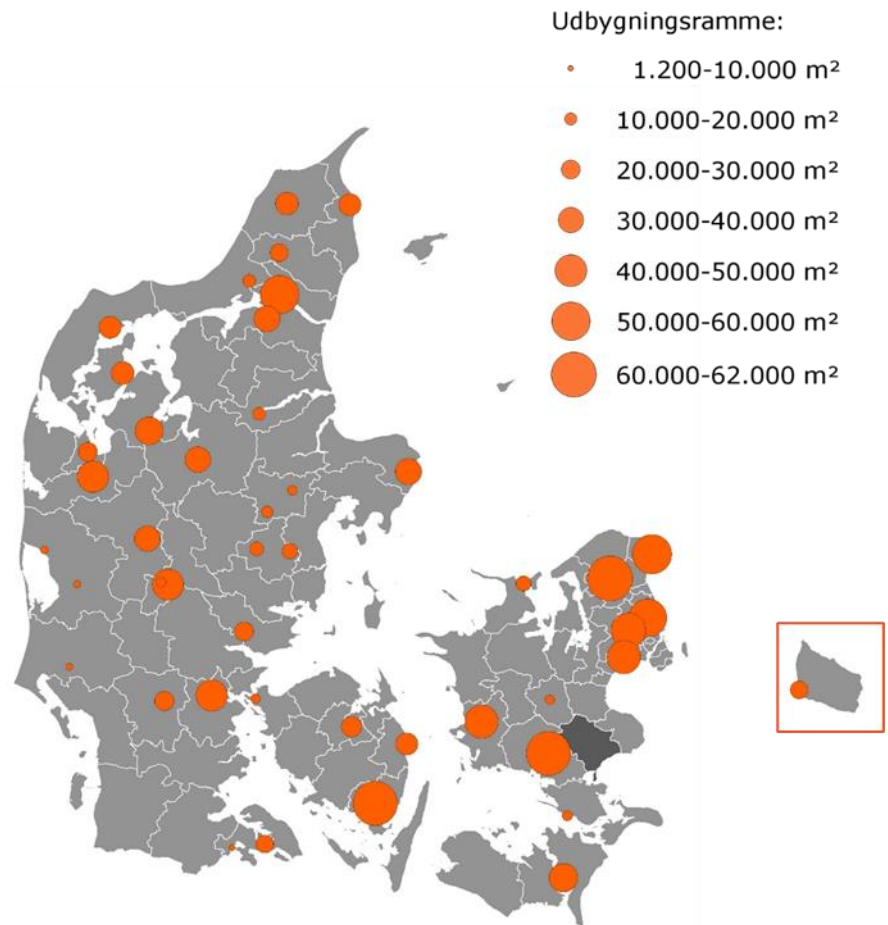 Udbygningsramme:
1.200-10.000 m²
10.000-20.000 m²
20.000-30.000 m²
30.000-40.000 m²
40.000-50.000 m²
50.000-60.000 m²
60.000-62.000 m²